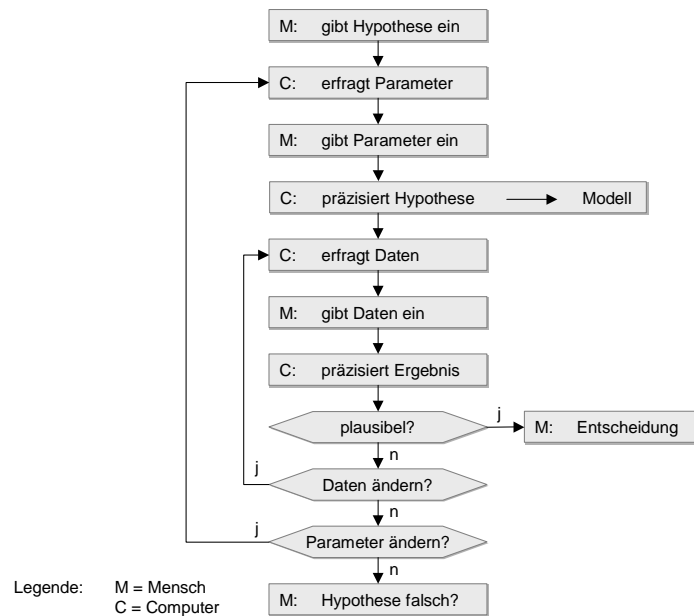 M: gibt Hypothese ein
C: erfragt Parameter
M: gibt Parameter ein
C: präzisiert Hypothese Modell
C: erfragt Daten
M: gibt Daten ein
C: präzisiert Ergebnis
plausibel?
j
M: Entscheidung
n
j
Daten ändern?
n
j
Parameter ändern?
n
M: Hypothese falsch?
Legende: M = Mensch
C = Computer